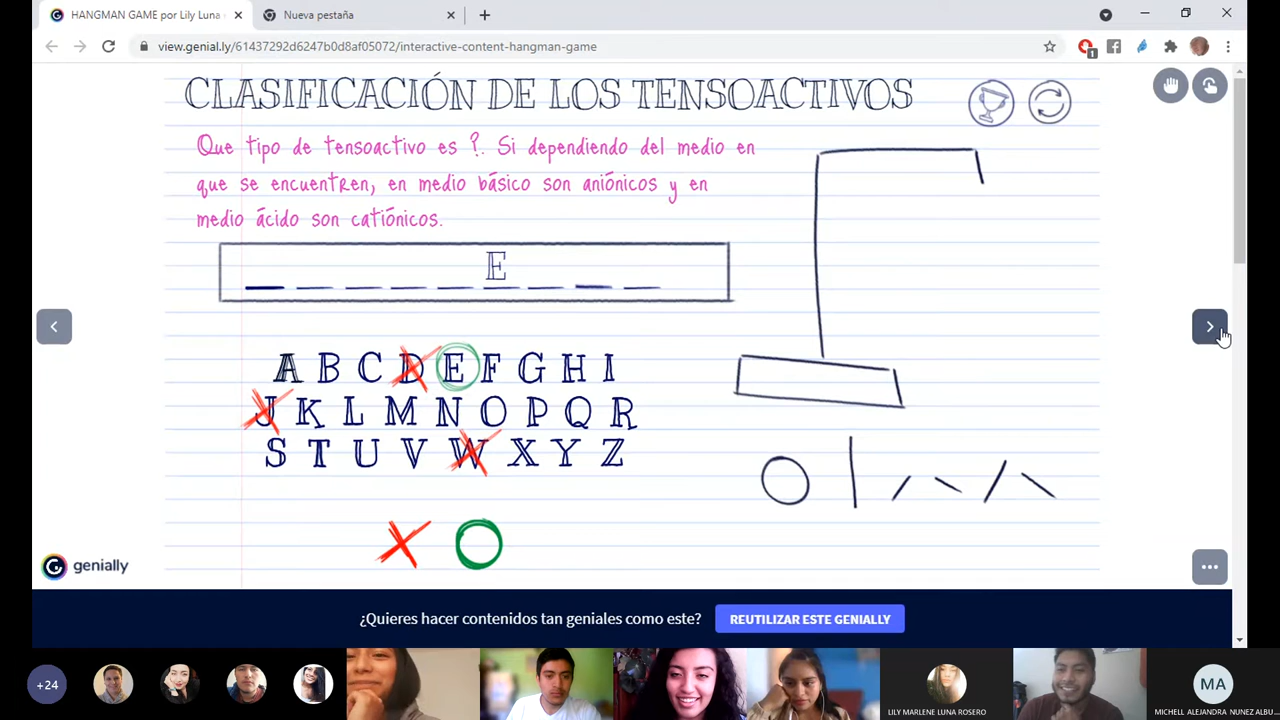 HANGMAN GAME por Lily Luna
Nueva pestaña
view.genial.ly/61437292d6247b0d8af05072/interactive-content-hangman-game
1
CLASIFICACIÓN DE LOS TENSOACTIVOS
Que tipo de tensoactivo es ?. Si dependiendo del medio en
que se encuentren, en medio básico son aniónicos y en
medio ácido son catiónicos.
E
A B C D E F G H I
J K L M N O P Q R
S T U V W X Y Z
genially
¿Quieres hacer contenidos tan geniales como este?
REUTILIZAR ESTE GENIALLY
+24
LILY MARLENE LUNA ROSERO
MA
MICHELL ALEJANDRA NUNEZ ALBU...